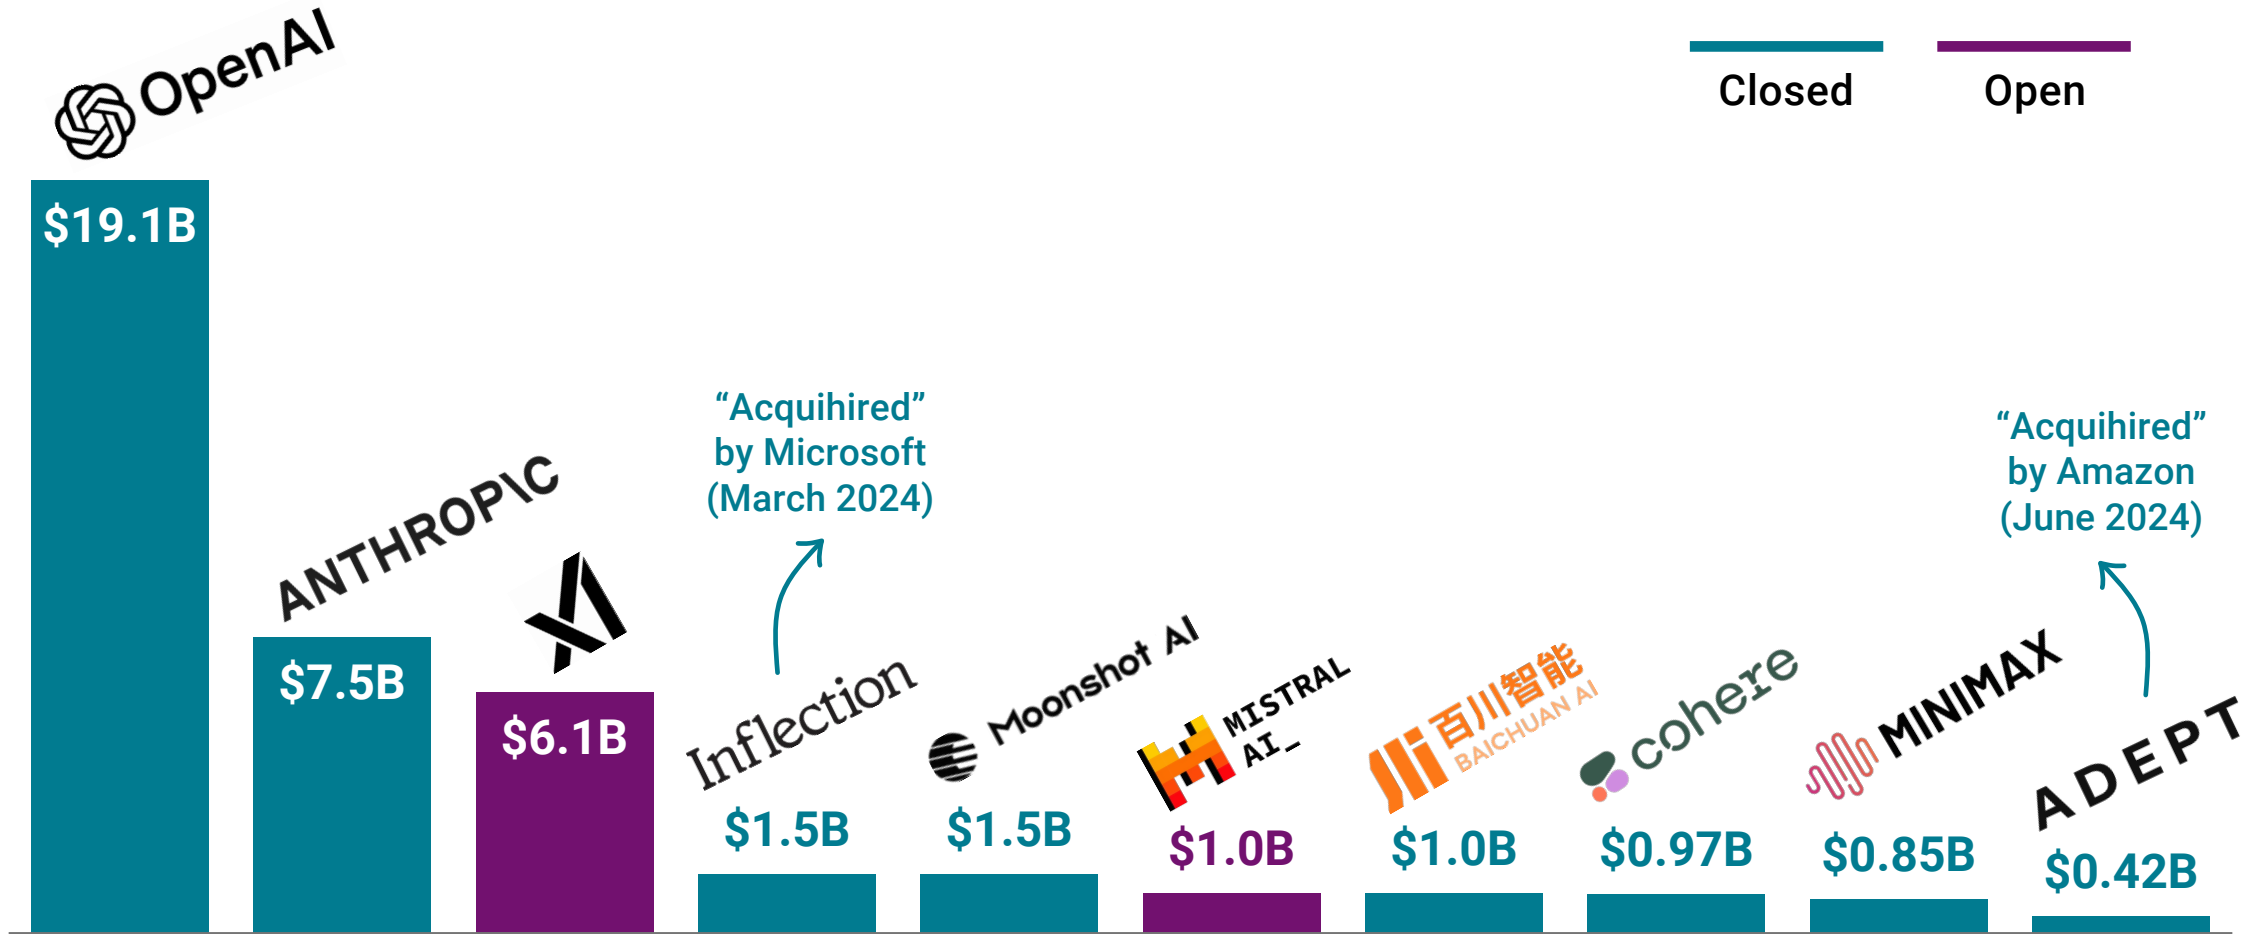 OpenAI
Closed
Open
$19.1B
ANTHROP\C
$7.5B
$6.1B
“Acquihired”
by Microsoft
(March 2024)
Inflection
$1.5B
Moonshot AI
$1.5B
MISTRAL
AI_
$1.0B
百川智能
BAICHUAN AI
$1.0B
cohere
$0.97B
MINIMAX
$0.85B
“Acquihired”
by Amazon
(June 2024)
ADEPT
$0.42B